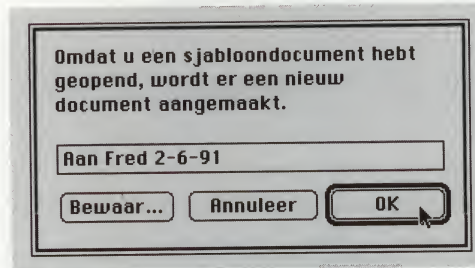 Omdat u een sjabloondocument hebt
geopend, wordt er een nieuw
document aangemaakt.
Aan Fred 2-6-91
Bewaar... Annuleer OK